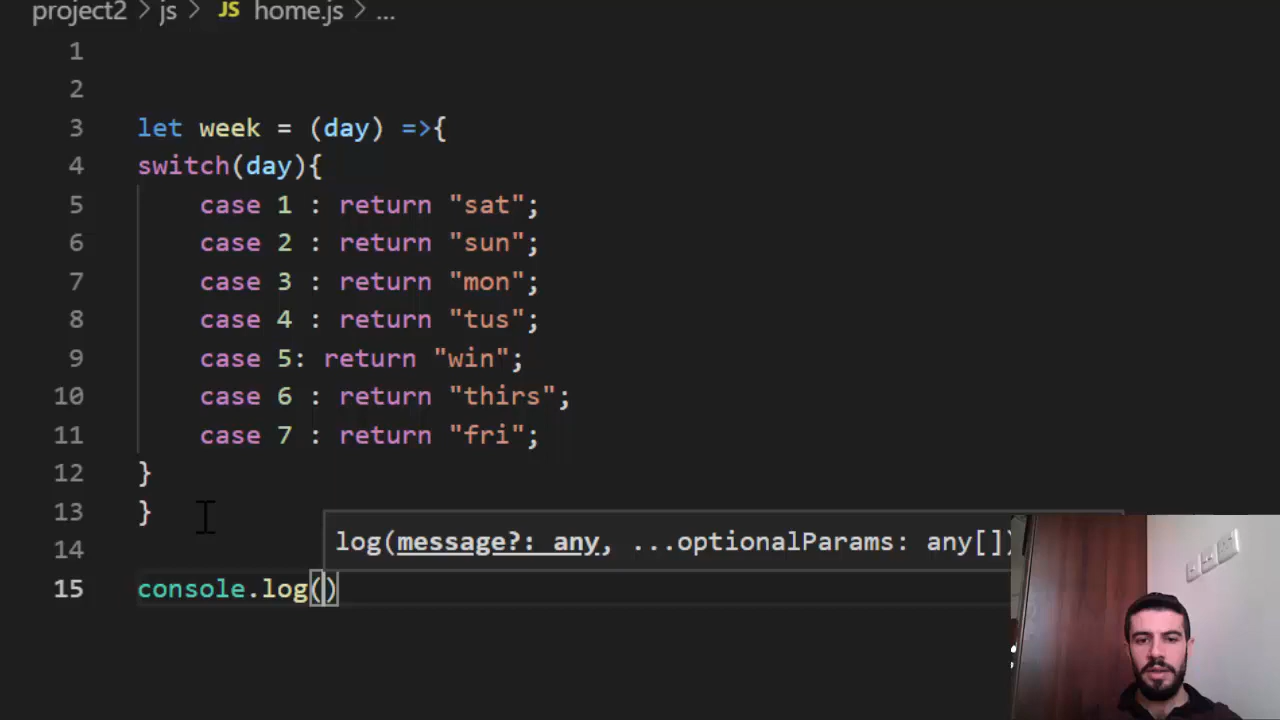 project2 > js > JS home.js > ...
1
2
3 let week = (day) =>{
4 switch(day){
5 case 1 : return "sat";
6 case 2 : return "sun";
7 case 3 : return "mon";
8 case 4 : return "tus";
9 case 5: return "win";
10 case 6 : return "thirs";
11 case 7 : return "fri";
12 }
13 }
log(message?: any, ...optionalParams: any[])
14
15 console.log()